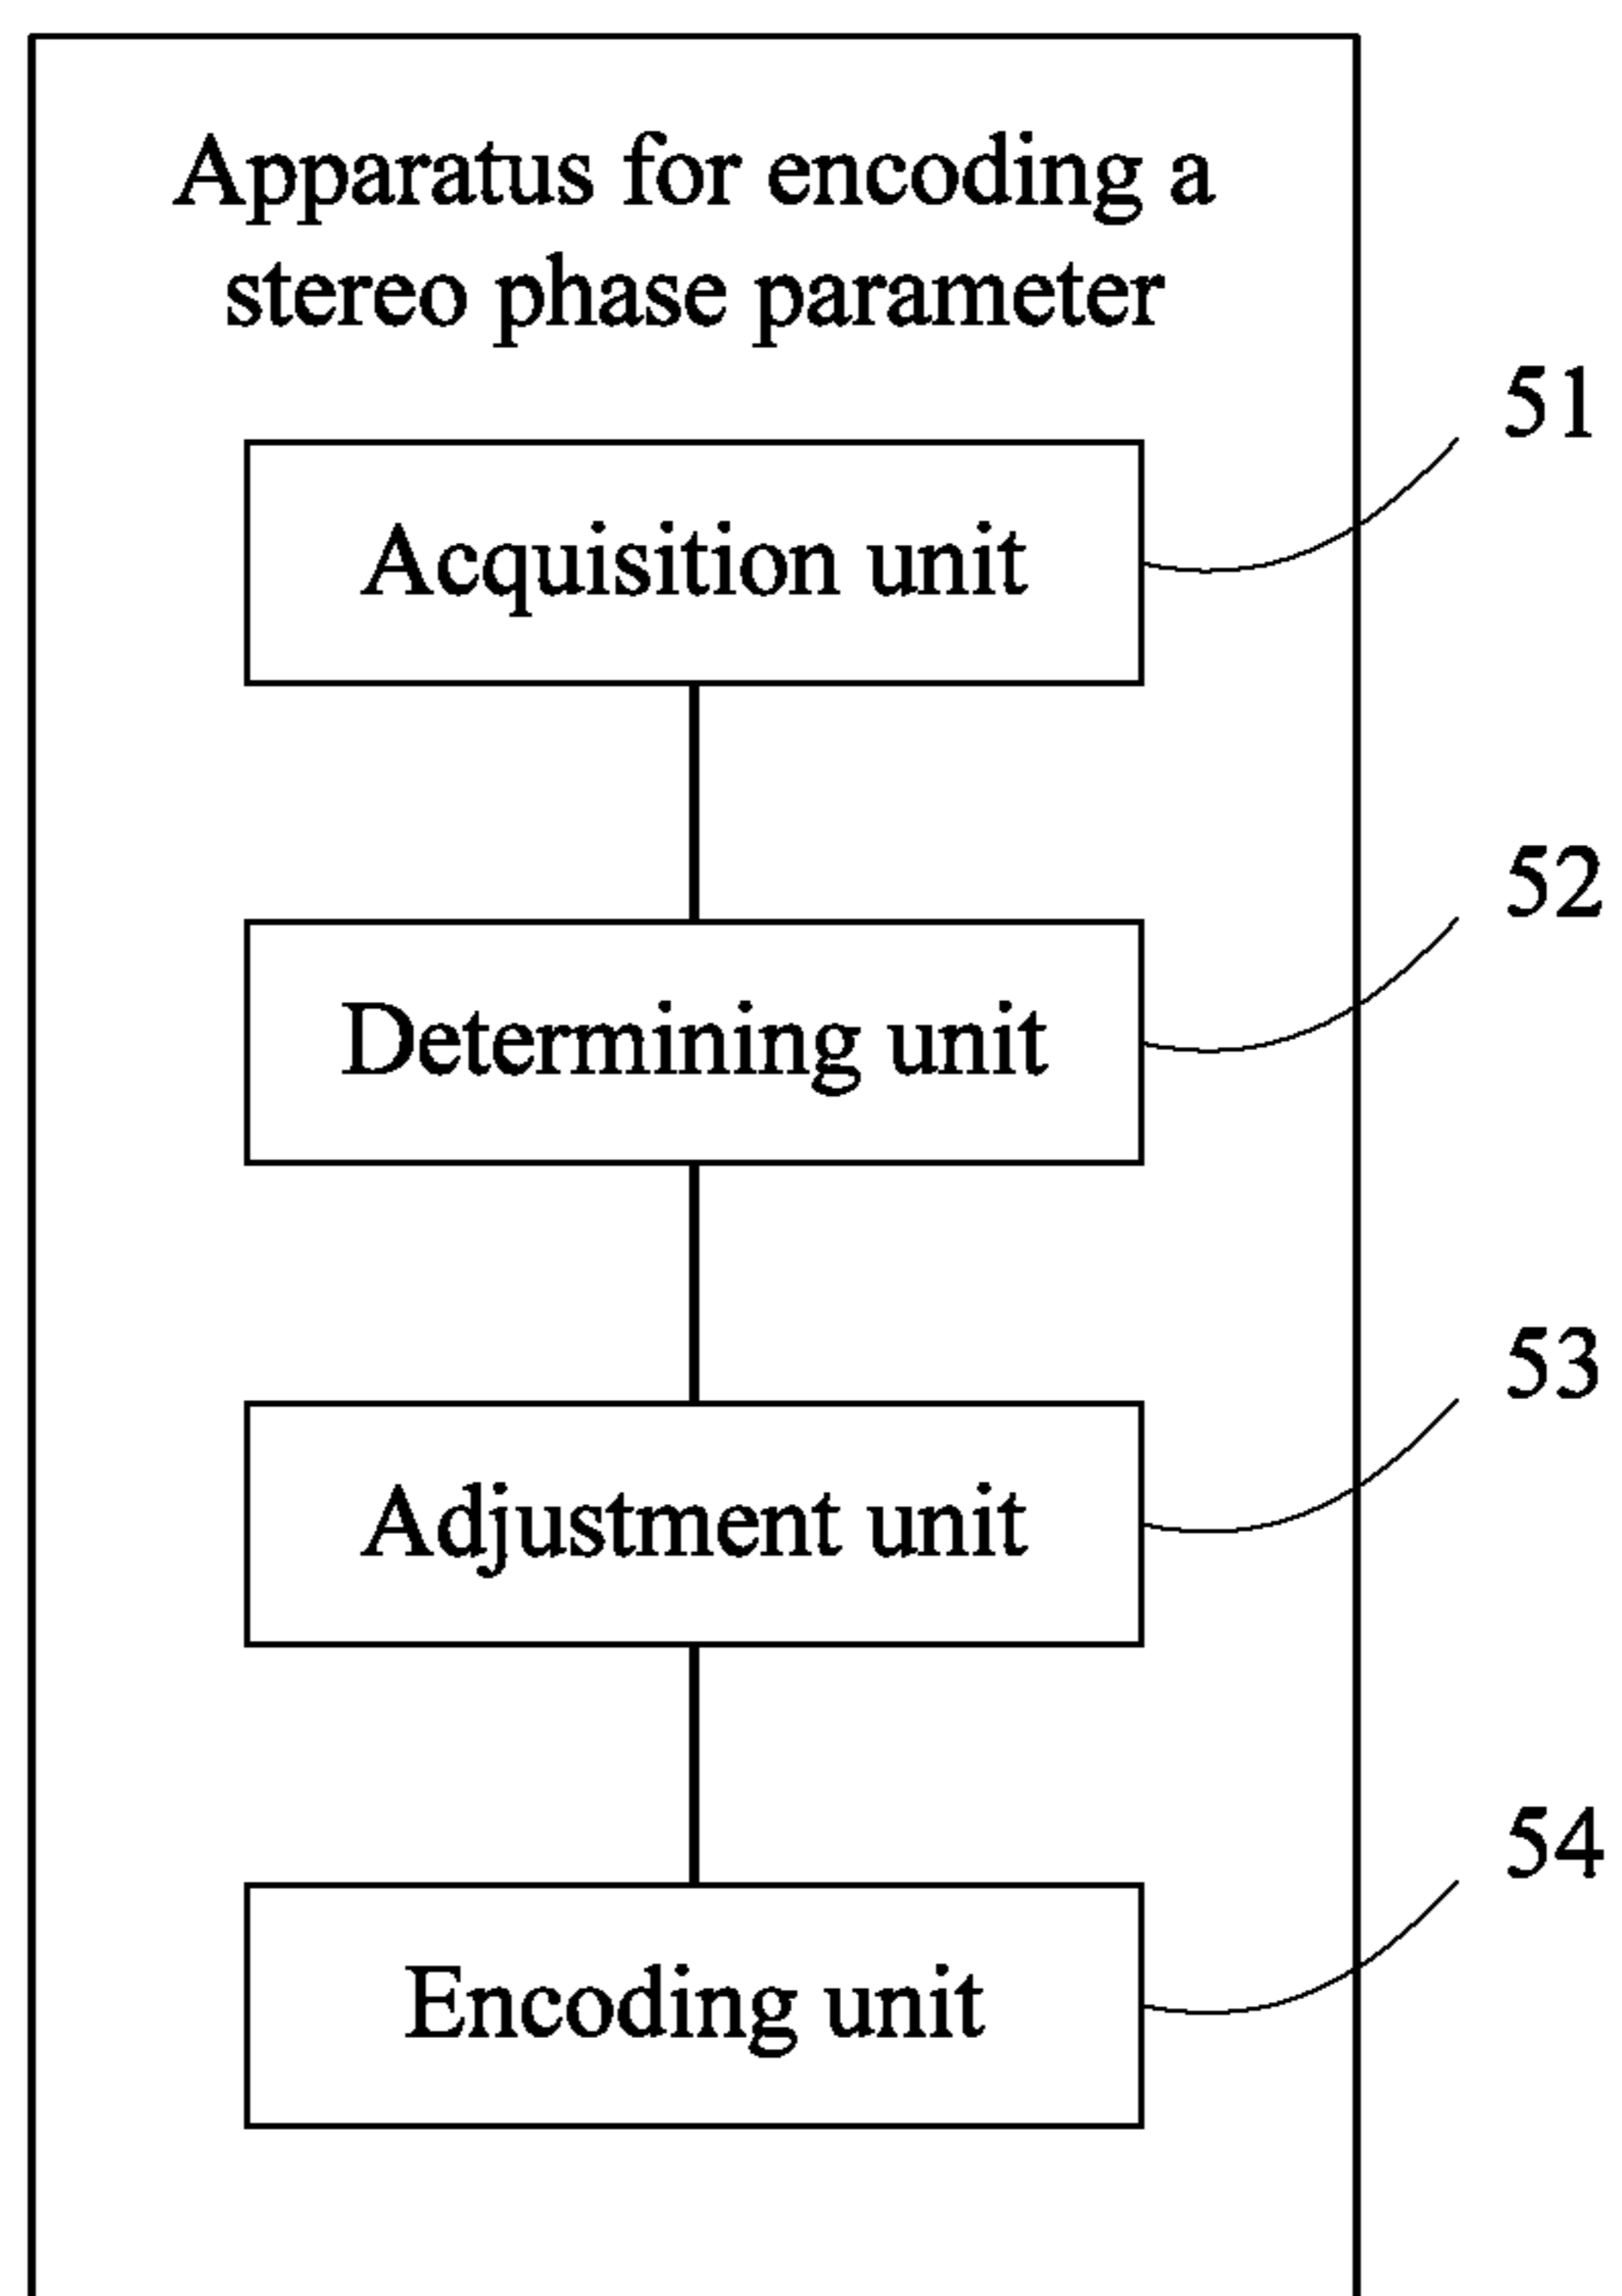 Apparatus for encoding a
stereo phase parameter
51
Acquisition unit
52
Determining unit
53
Adjustment unit
54
Encoding unit